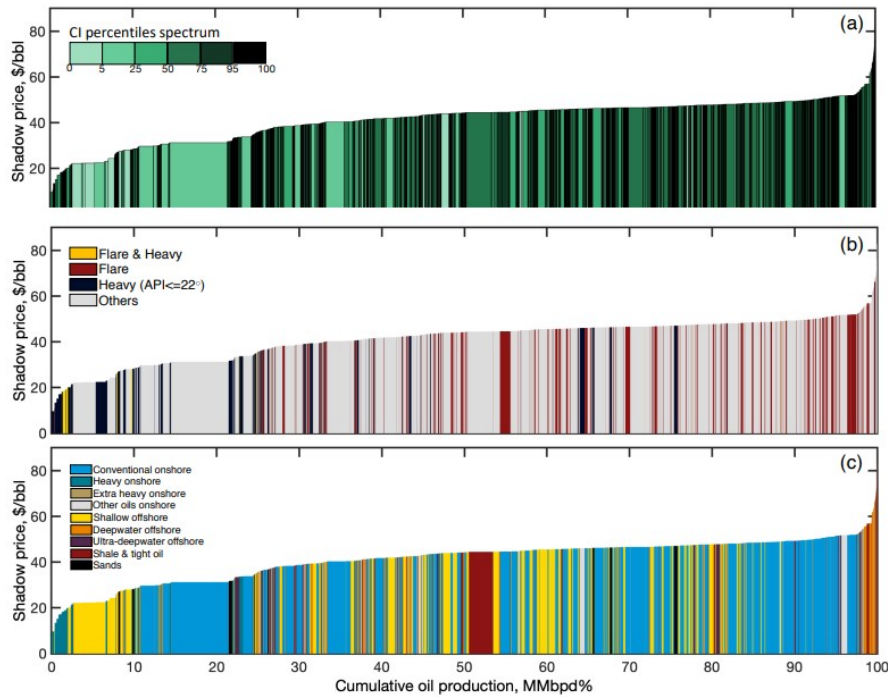 (a)
CI percentiles spectrum
0 5 25 50 75 95 100
Shadow price, $/bbl
80
60
40
20
(b)
Flare & Heavy
Flare
Heavy (API<=22°)
Others
Shadow price, $/bbl
80
60
40
20
0
(c)
Conventional onshore
Heavy onshore
Extra heavy onshore
Other oils onshore
Shallow offshore
Deepwater offshore
Ultra-deepwater offshore
Shale & tight oil
Sands
Shadow price, $/bbl
80
60
40
20
0
0 10 20 30 40 50 60 70 80 90 100
Cumulative oil production, MMbpd%